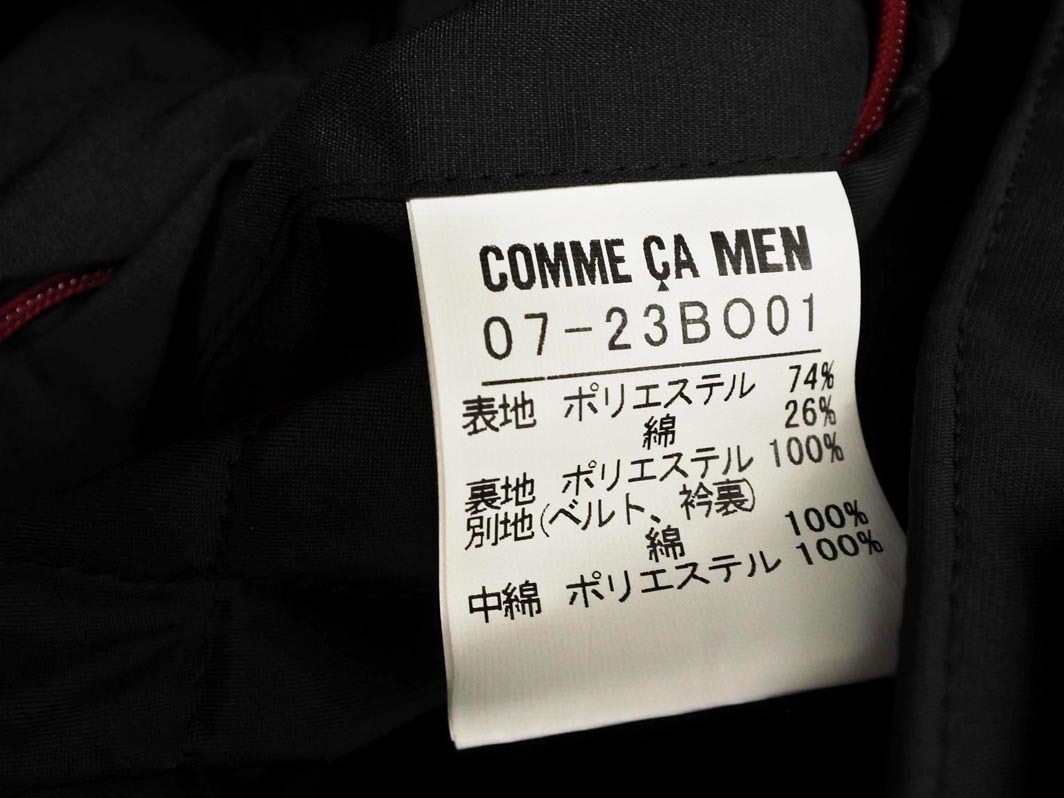 COMME ÇA MEN
07-23BO01
表地 ポリエステル 74%
綿 26%
裏地 ポリエステル 100%
別地(ベルト、衿裏)
綿 100%
中綿 ポリエステル 100%